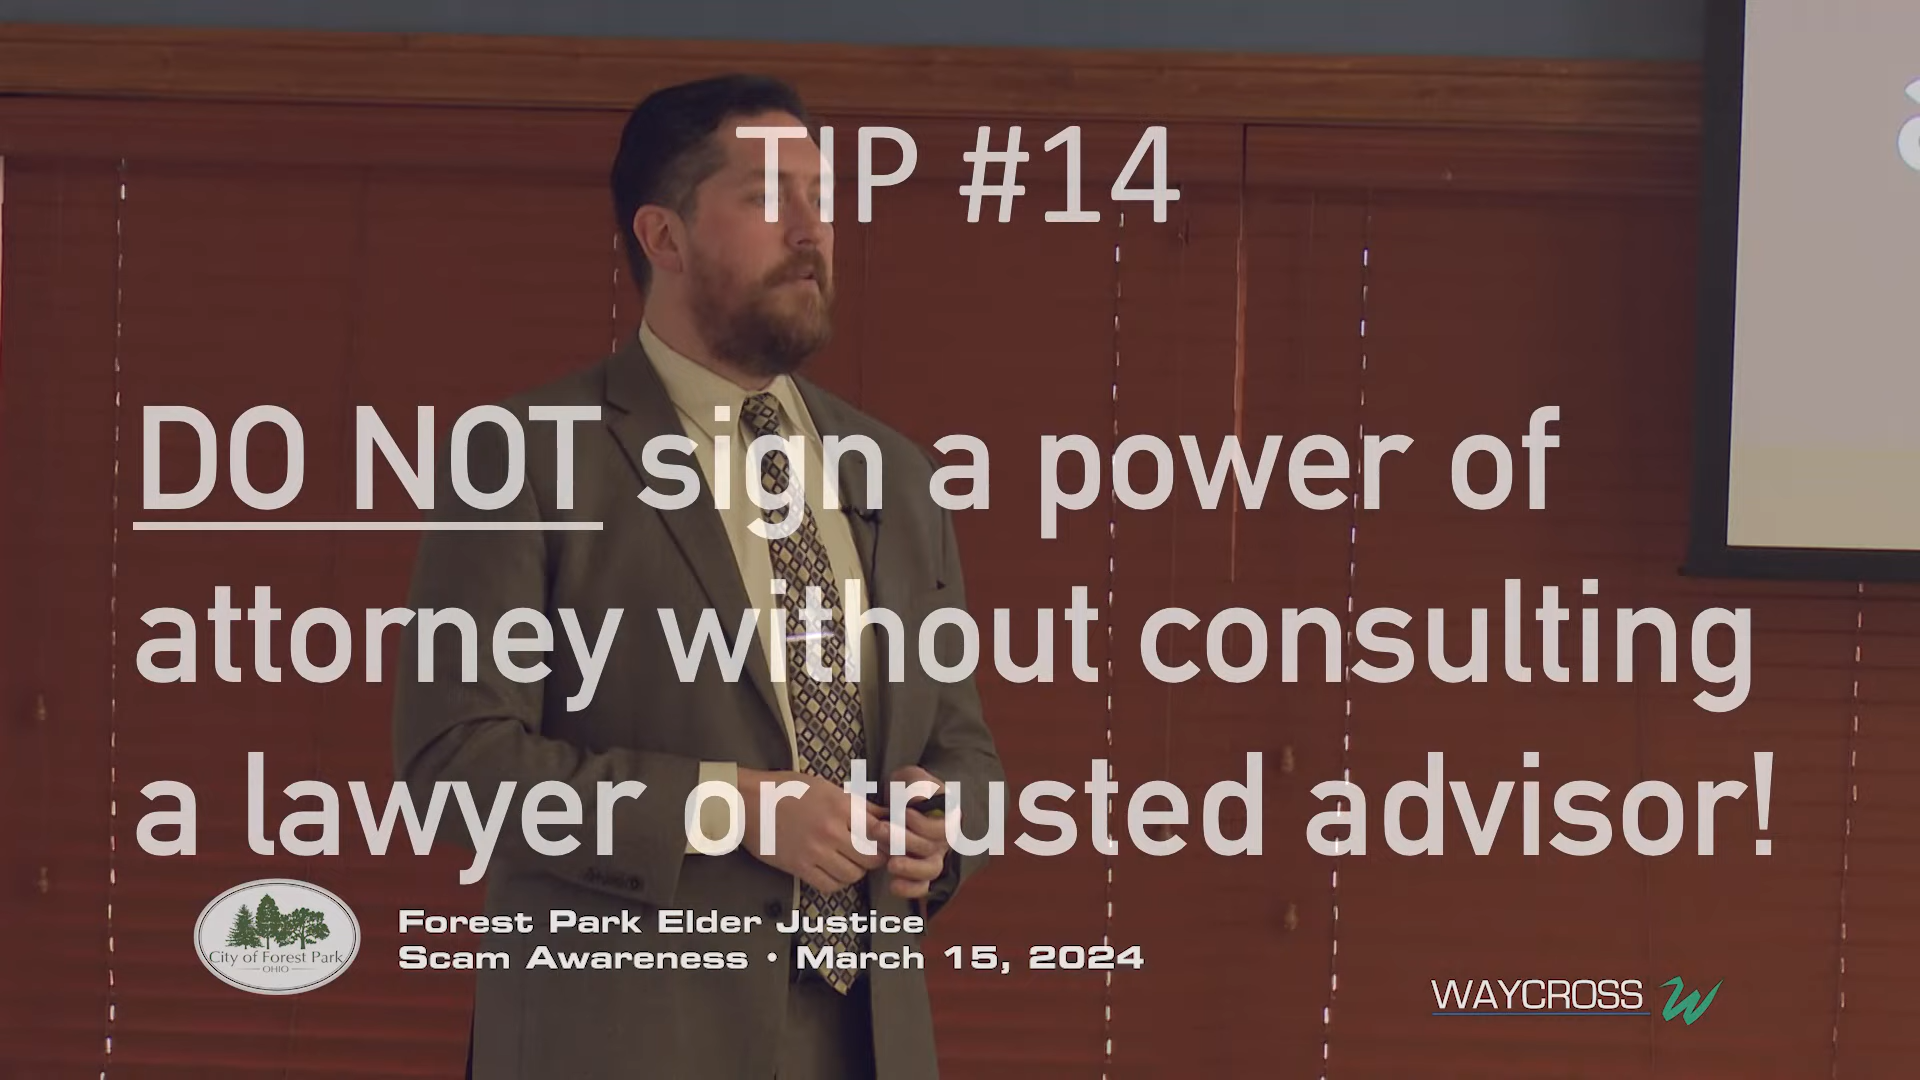 TIP #14
DO NOT sign a power of
attorney without consulting
a lawyer or trusted advisor!
City of Forest Park
OHIO
Forest Park Elder Justice
Scam Awareness • March 15, 2024
WAYCROSS W